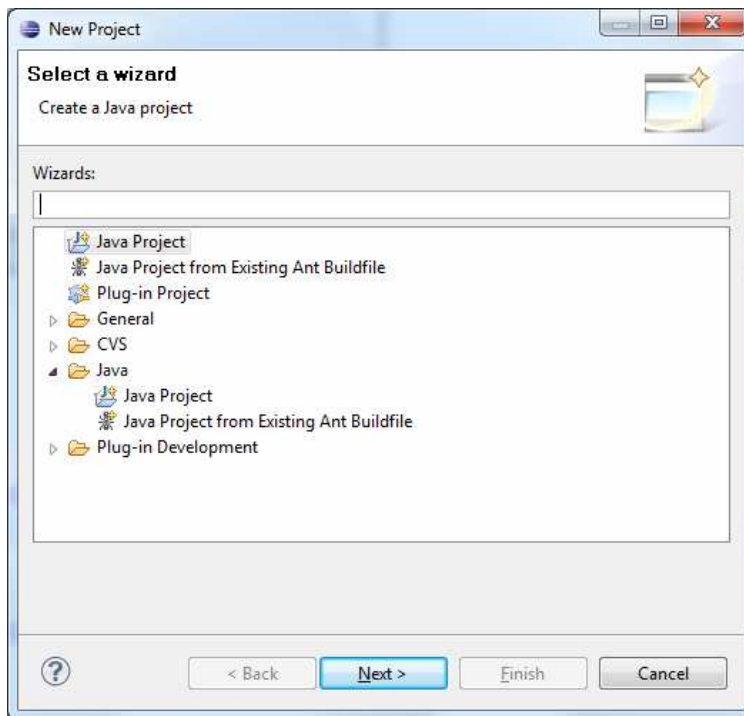 New Project
Select a wizard
Create a Java project
Wizards:
Java Project
Java Project from Existing Ant Buildfile
Plug-in Project
General
CVS
Java
Java Project
Java Project from Existing Ant Buildfile
Plug-in Development
? < Back Next > Finish Cancel